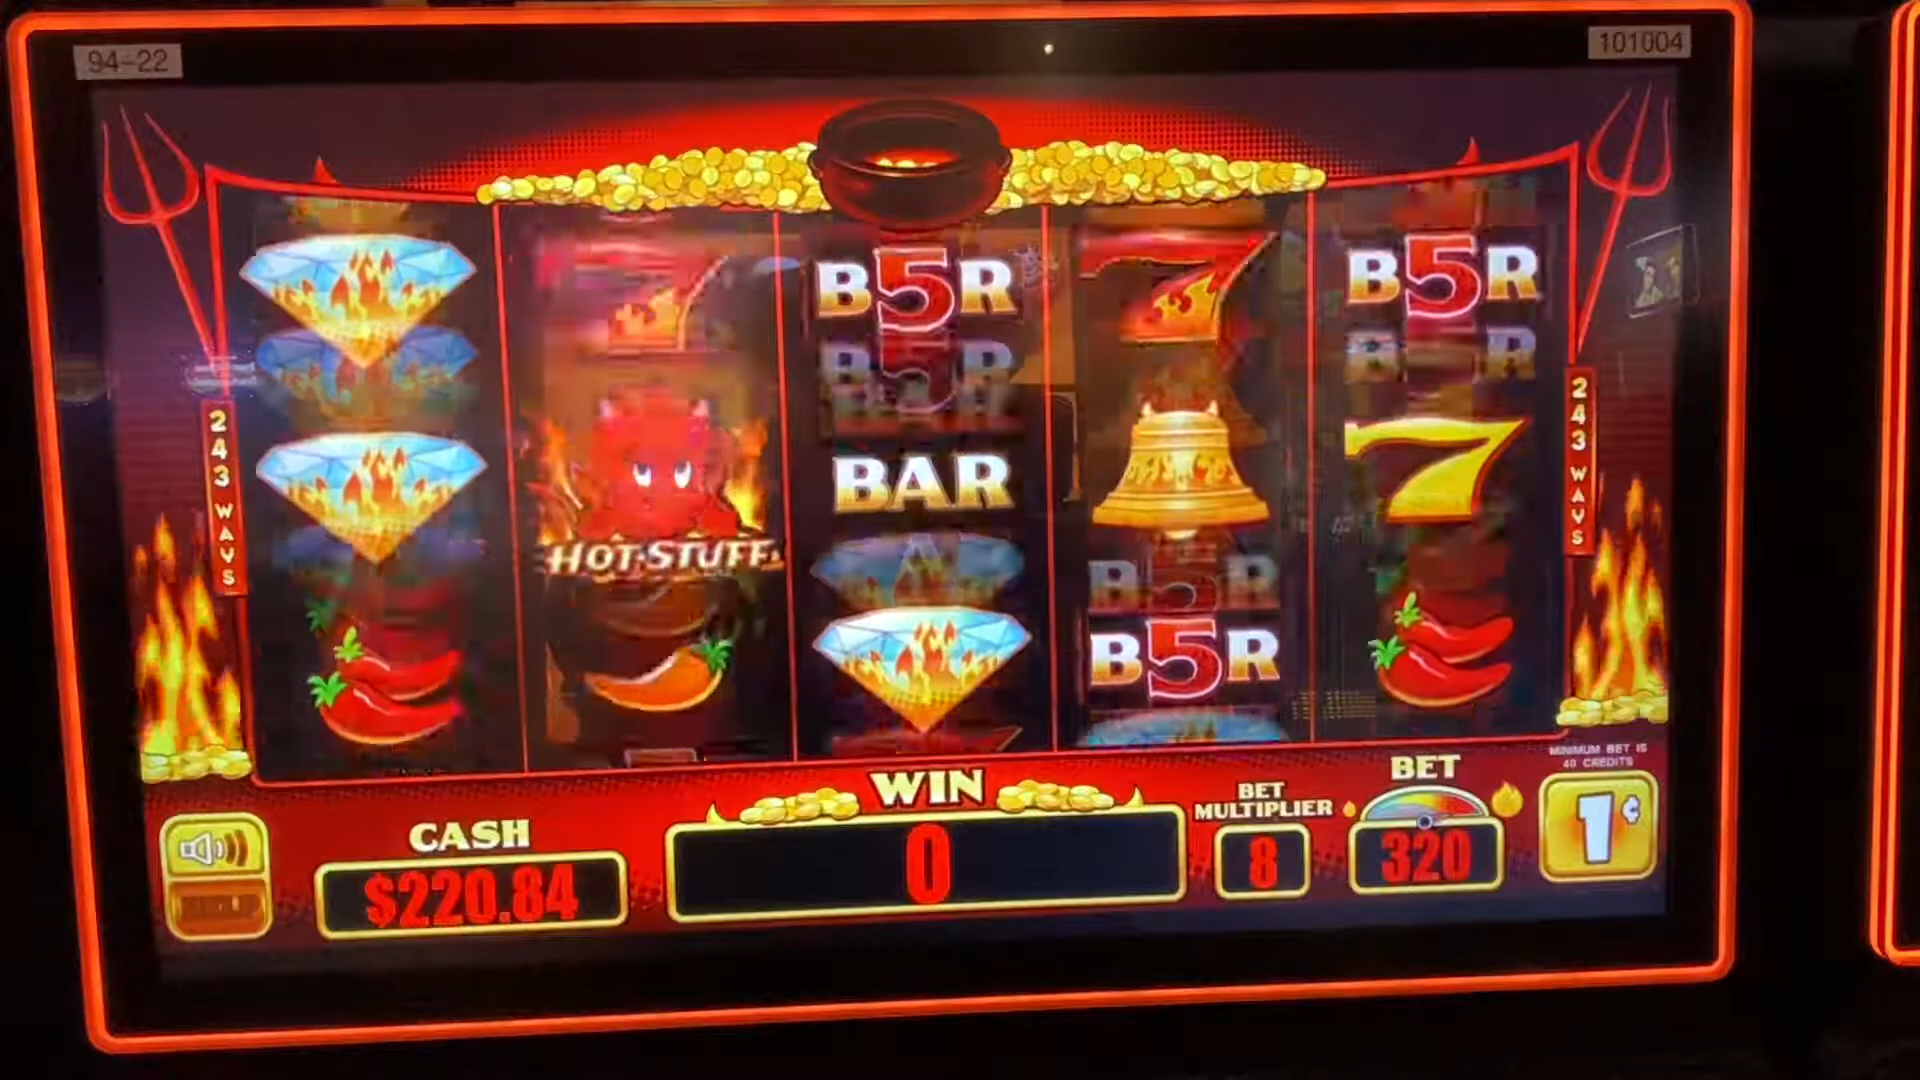 94-22
101004
B5R
B5R
BAR
HOT STUFF
B5R
243 WAYS
243 WAYS
MINIMUM BET IS
40 CREDITS
CASH
WIN
BET
MULTIPLIER
BET
$220.84
0
8
320
1¢